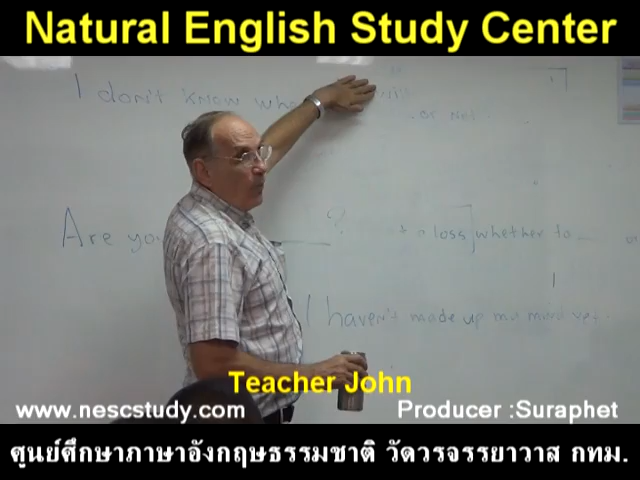 Natural English Study Center
I don't know
or not
Are you ?
a loss, whether to
I haven't made up my mind yet.
Teacher John
www.nescstudy.com Producer :Suraphet
ศูนย์ศึกษาภาษาอังกฤษธรรมชาติ วัดวรจรรยาวาส กทม.